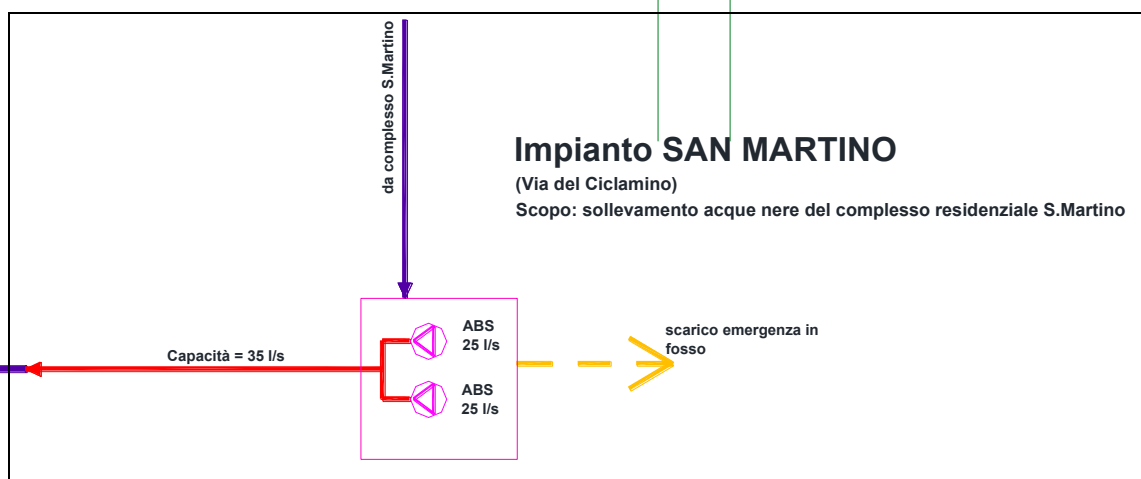 da complesso S.Martino
Impianto SAN MARTINO
(Via del Ciclamino)
Scopo: sollevamento acque nere del complesso residenziale S.Martino
ABS
25 l/s
scarico emergenza in
fosso
Capacità = 35 l/s
ABS
25 l/s